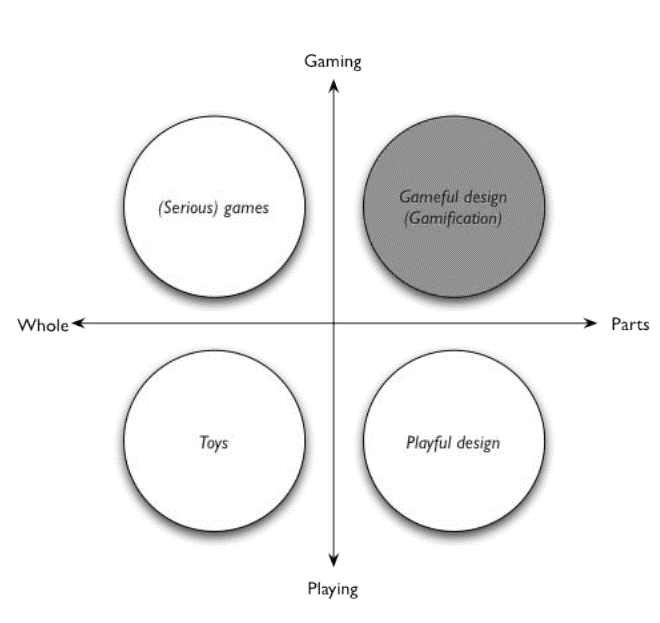 Gaming
(Serious) games
Gameful design
(Gamification)
Whole
Parts
Toys
Playful design
Playing